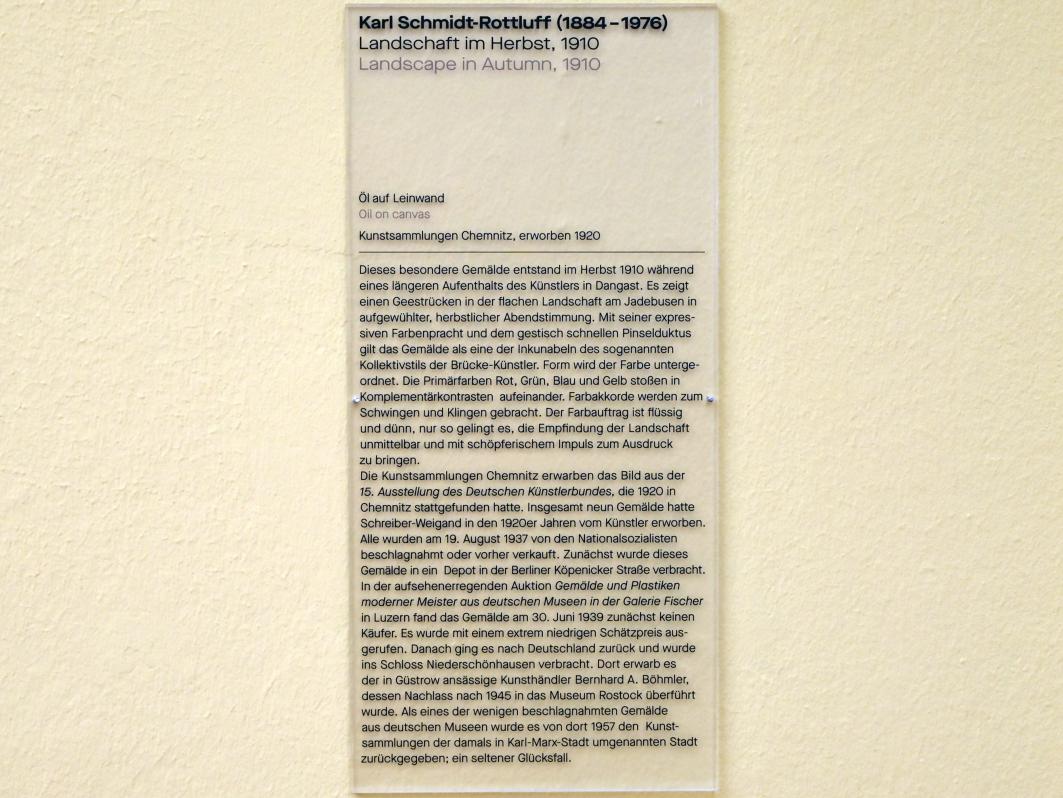 Karl Schmidt-Rottluff (1884–1976)
Landschaft im Herbst, 1910
Landscape in Autumn, 1910
Öl auf Leinwand
Oil on canvas
Kunstsammlungen Chemnitz, erworben 1920
Dieses besondere Gemälde entstand im Herbst 1910 während
eines längeren Aufenthalts des Künstlers in Dangast. Es zeigt
einen Geestrücken in der flachen Landschaft am Jadebusen in
aufgewühlter, herbstlicher Abendstimmung. Mit seiner expres-
siven Farbenpracht und dem gestisch schnellen Pinselduktus
gilt das Gemälde als eine der Inkunabeln des sogenannten
Kollektivstils der Brücke-Künstler. Form wird der Farbe unterge-
ordnet. Die Primärfarben Rot, Grün, Blau und Gelb stoßen in
Komplementärkontrasten aufeinander. Farbakkorde werden zum
Schwingen und Klingen gebracht. Der Farbauftrag ist flüssig
und dünn, nur so gelingt es, die Empfindung der Landschaft
unmittelbar und mit schöpferischem Impuls zum Ausdruck
zu bringen.
Die Kunstsammlungen Chemnitz erwarben das Bild aus der
15. Ausstellung des Deutschen Künstlerbundes, die 1920 in
Chemnitz stattgefunden hatte. Insgesamt neun Gemälde hatte
Schreiber-Weigand in den 1920er Jahren vom Künstler erworben.
Alle wurden am 19. August 1937 von den Nationalsozialisten
beschlagnahmt oder vorher verkauft. Zunächst wurde dieses
Gemälde in ein Depot in der Berliner Köpenicker Straße verbracht.
In der aufsehenerregenden Auktion Gemälde und Plastiken
moderner Meister aus deutschen Museen in der Galerie Fischer
in Luzern fand das Gemälde am 30. Juni 1939 zunächst keinen
Käufer. Es wurde mit einem extrem niedrigen Schätzpreis aus-
gerufen. Danach ging es nach Deutschland zurück und wurde
ins Schloss Niederschönhausen verbracht. Dort erwarb es
der in Güstrow ansässige Kunsthändler Bernhard A. Böhmler,
dessen Nachlass nach 1945 in das Museum Rostock überführt
wurde. Als eines der wenigen beschlagnahmten Gemälde
aus deutschen Museen wurde es von dort 1957 den Kunst-
sammlungen der damals in Karl-Marx-Stadt umgenannten Stadt
zurückgegeben; ein seltener Glücksfall.